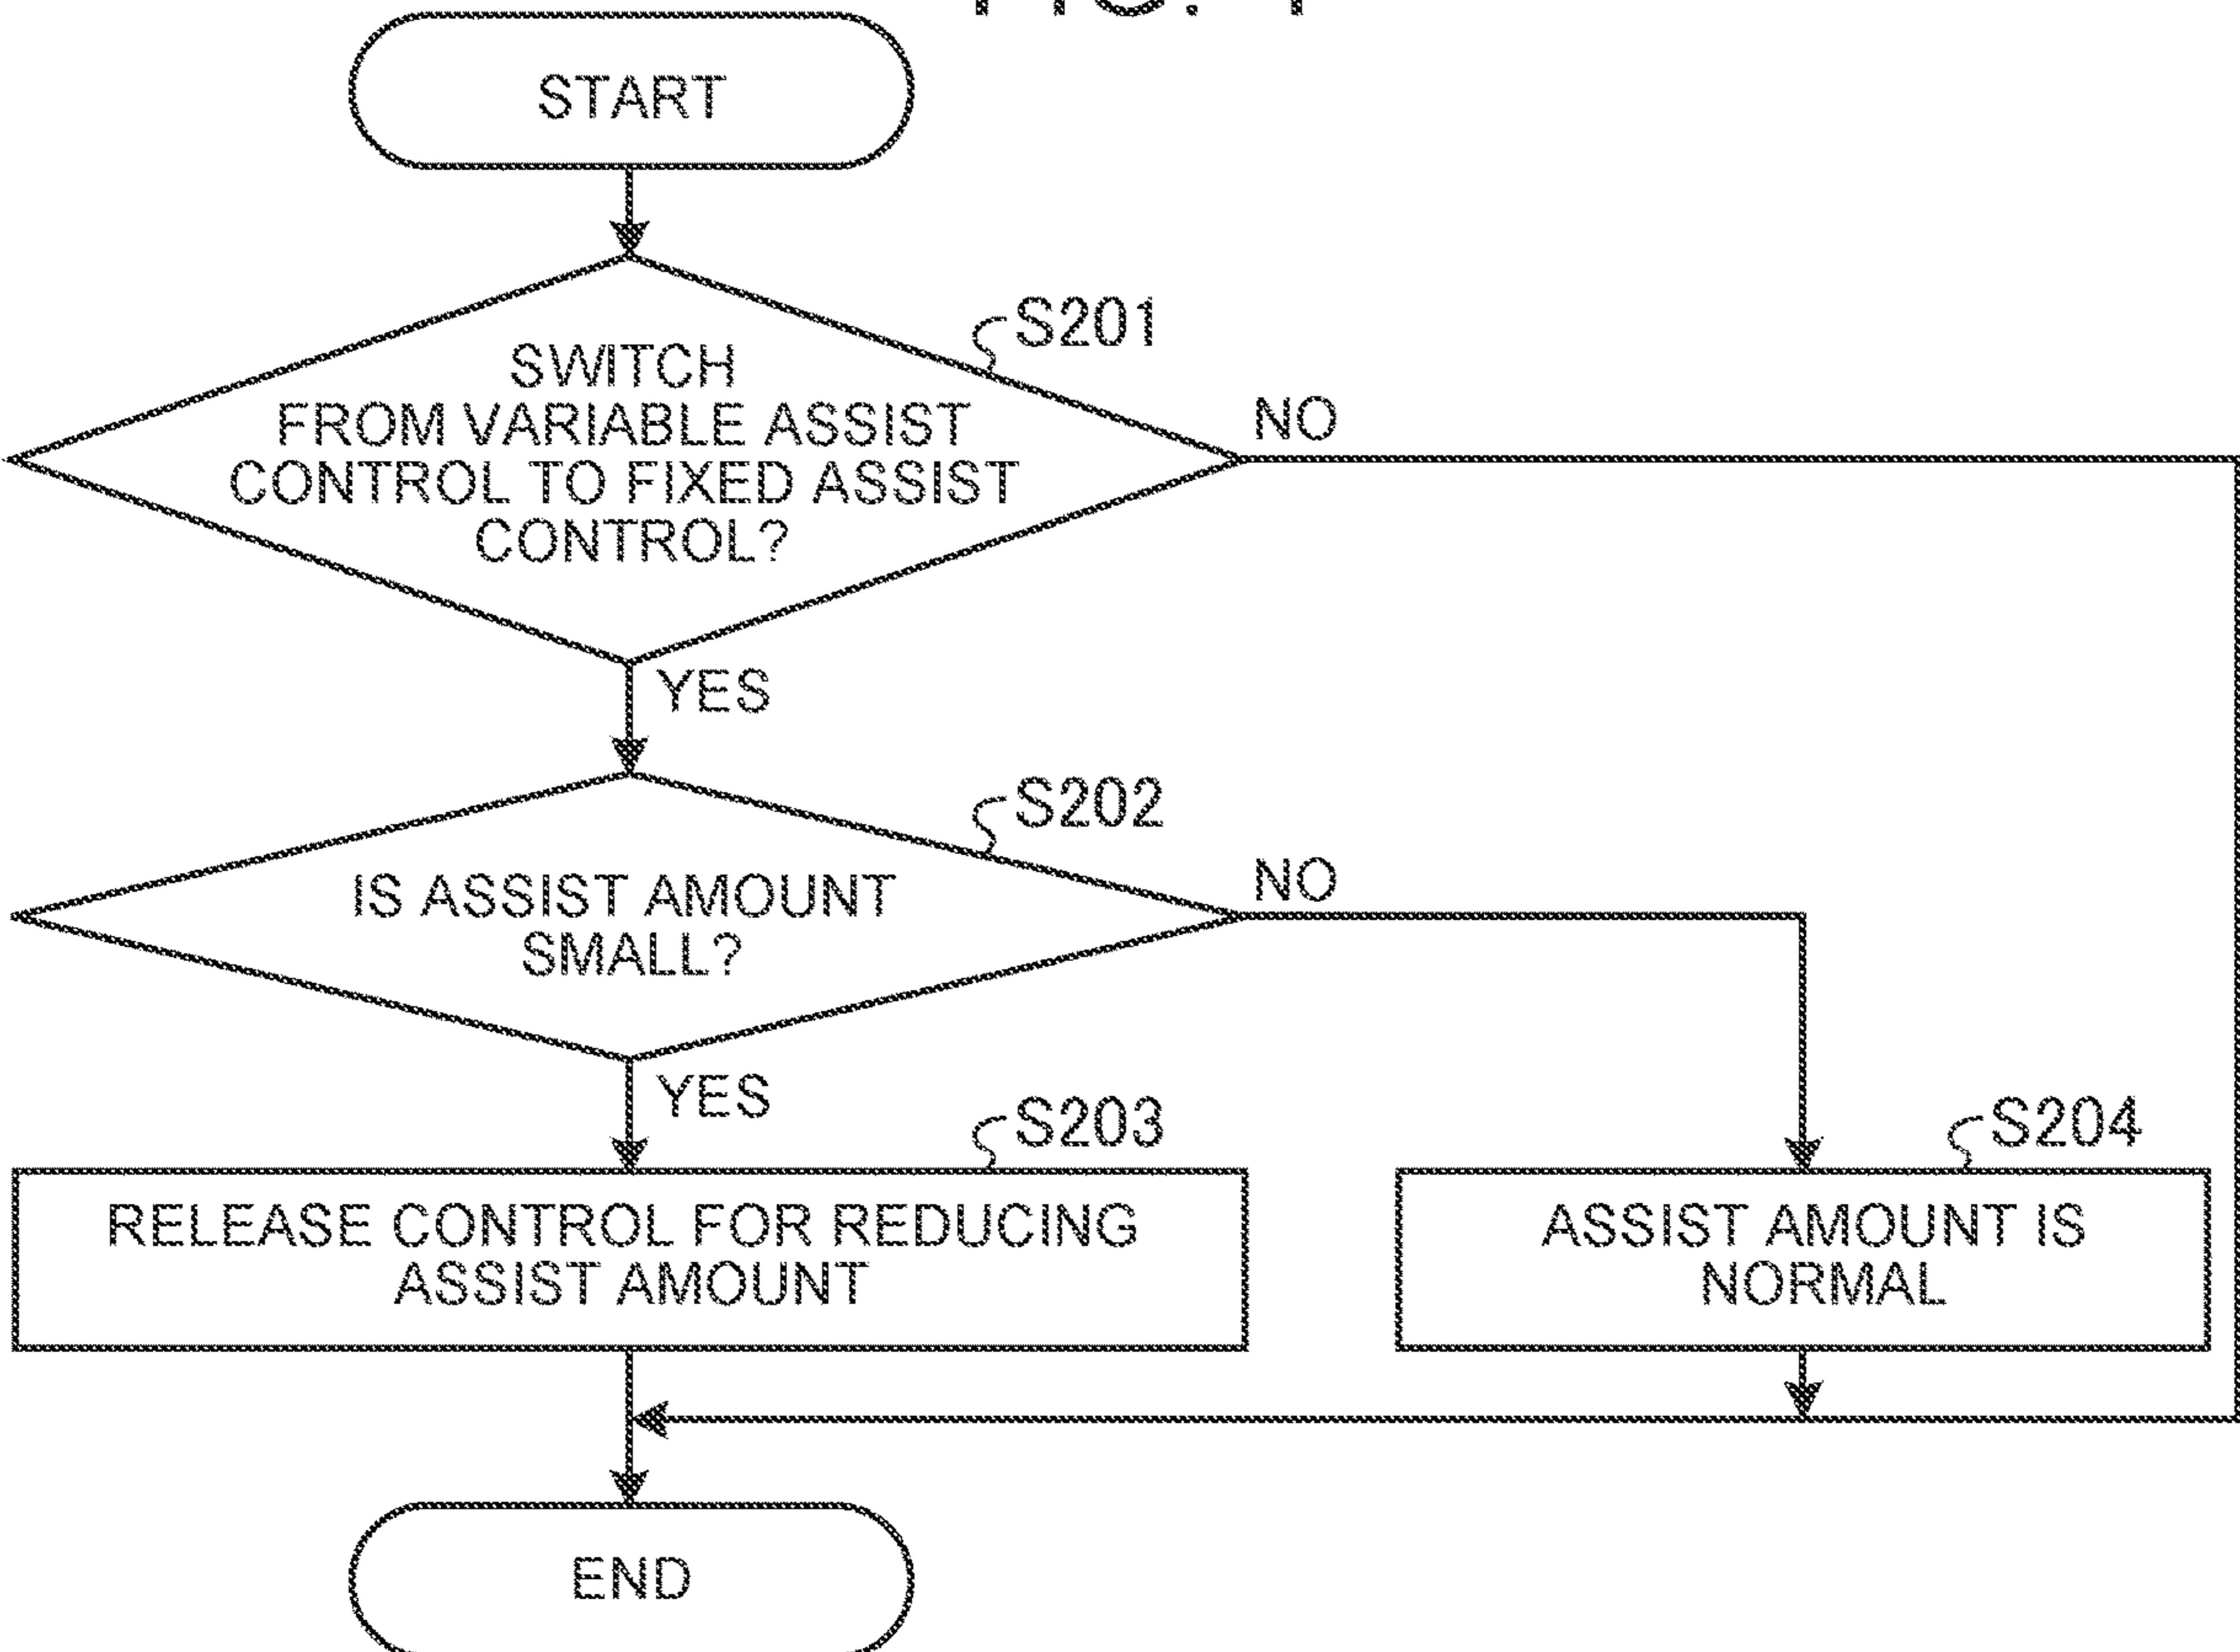 START
S201
SWITCH
FROM VARIABLE ASSIST
CONTROL TO FIXED ASSIST
CONTROL?
NO
YES
S202
IS ASSIST AMOUNT
SMALL?
NO
YES
S203
RELEASE CONTROL FOR REDUCING
ASSIST AMOUNT
S204
ASSIST AMOUNT IS
NORMAL
END